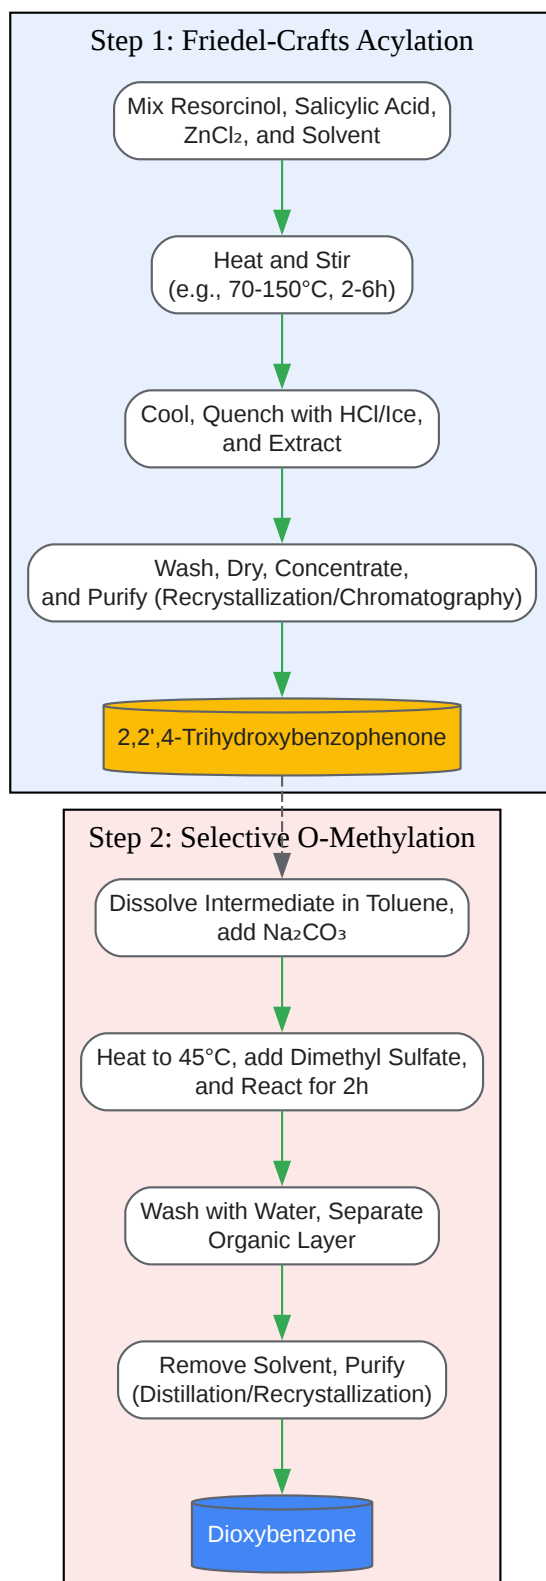 Step 1: Friedel-Crafts Acylation
Mix Resorcinol, Salicylic Acid,
ZnCl₂, and Solvent
Heat and Stir
(e.g., 70-150°C, 2-6h)
Cool, Quench with HCl/Ice,
and Extract
Wash, Dry, Concentrate,
and Purify (Recrystallization/Chromatography)
2,2',4-Trihydroxybenzophenone
Step 2: Selective O-Methylation
Dissolve Intermediate in Toluene,
add Na₂CO₃
Heat to 45°C, add Dimethyl Sulfate,
and React for 2h
Wash with Water, Separate
Organic Layer
Remove Solvent, Purify
(Distillation/Recrystallization)
Dioxybenzone